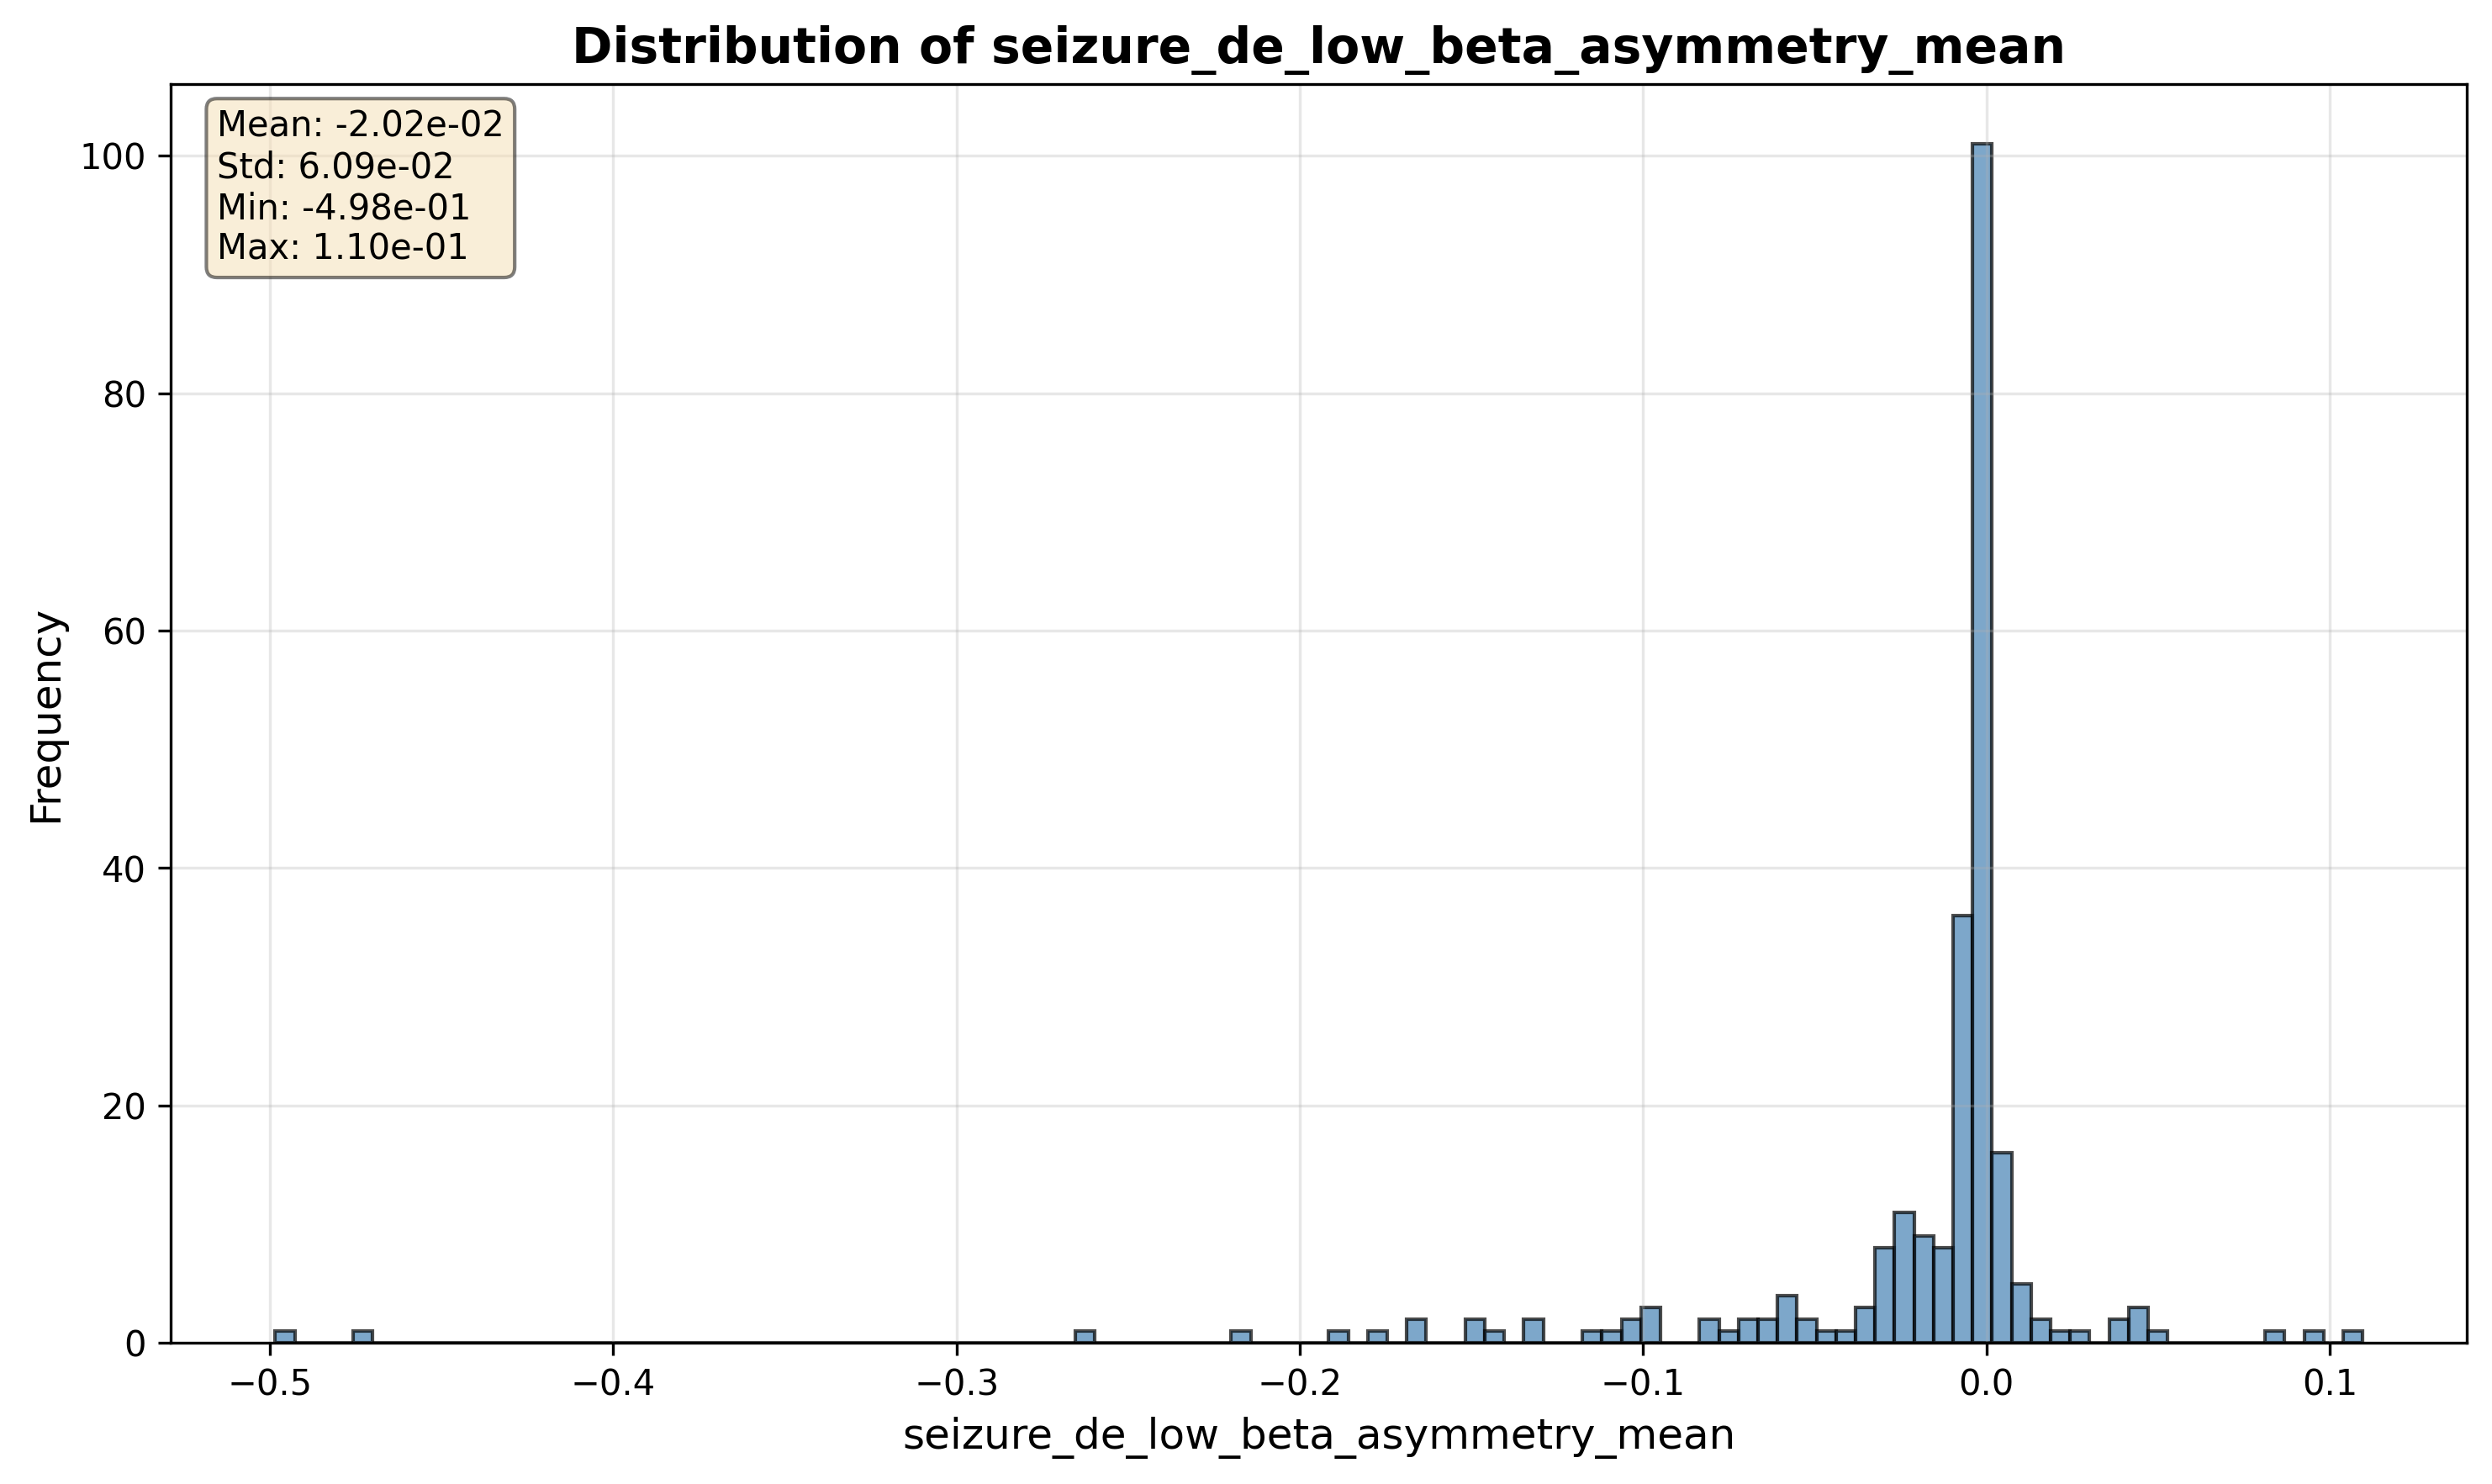 Distribution of seizure_de_low_beta_asymmetry_mean
Mean: -2.02e-02
Std: 6.09e-02
Min: -4.98e-01
Max: 1.10e-01
100
80
60
40
20
0
Frequency
−0.5 −0.4 −0.3 −0.2 −0.1 0.0 0.1
seizure_de_low_beta_asymmetry_mean